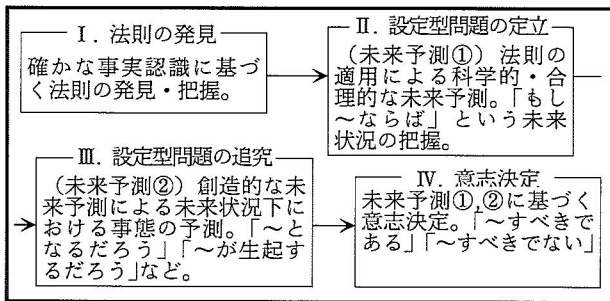 Ⅰ．法則の発見
確かな事実認識に基づ
く法則の発見・把握。
Ⅱ．設定型問題の定立
（未来予測①）法則の
適用による科学的・合
理的な未来予測。「もし
～ならば」という未来
状況の把握。
Ⅲ．設定型問題の追究
（未来予測②）創造的な未
来予測による未来状況下に
おける事態の予測。「～と
なるだろう」「～が生起す
るだろう」など。
Ⅳ．意志決定
未来予測①,②に基づく
意志決定。「～すべきで
ある」「～すべきでない」